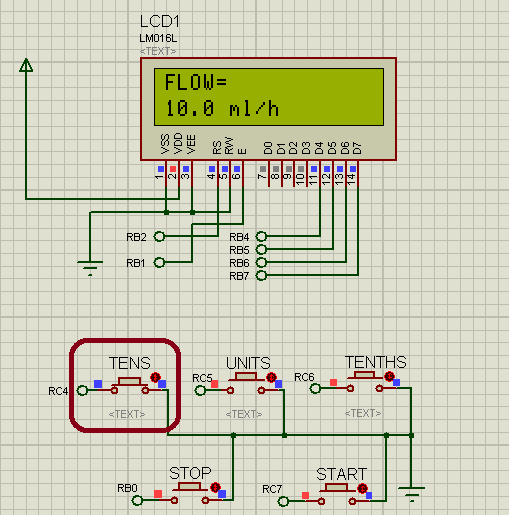 LCD1
LM016L
<TEXT>
FLOW=
10.0 ml/h
VSS VDD VEE RS RW E D0 D1 D2 D3 D4 D5 D6 D7
1 2 3 4 5 6 7 8 9 10 11 12 13 14
RB2 RB4
RB5
RB1 RB6
RB7
TENS UNITS TENTHS
RC4 RC5 RC6
<TEXT> <TEXT> <TEXT>
STOP START
RB0 RC7